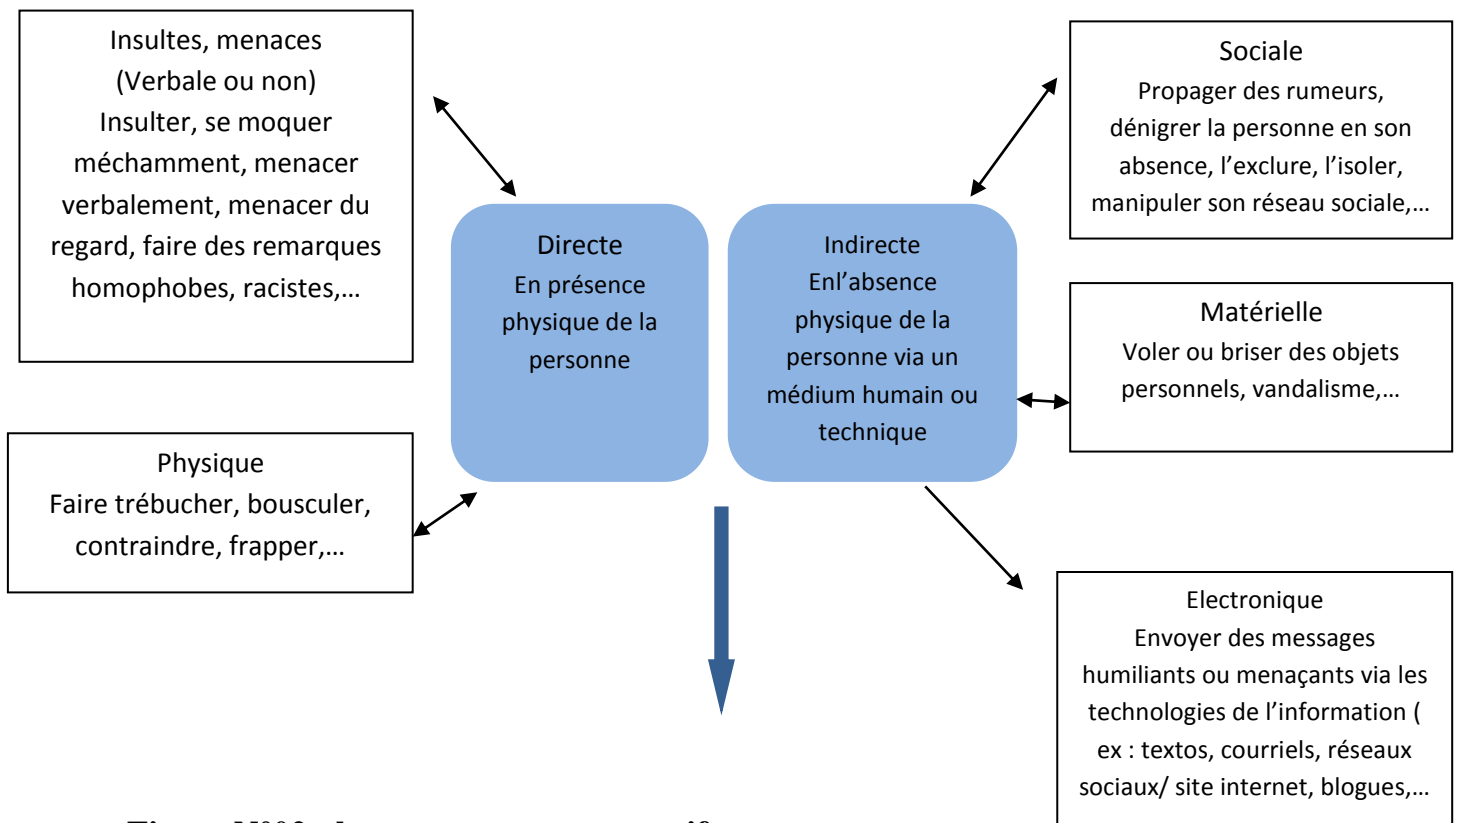 Insultes, menaces
(Verbale ou non)
Insulter, se moquer
méchamment, menacer
verbalement, menacer du
regard, faire des remarques
homophobes, racistes,…
Physique
Faire trébucher, bousculer,
contraindre, frapper,…
Directe
En présence
physique de la
personne
Indirecte
Enl’absence
physique de la
personne via un
médium humain ou
technique
Sociale
Propager des rumeurs,
dénigrer la personne en son
absence, l’exclure, l’isoler,
manipuler son réseau sociale,…
Matérielle
Voler ou briser des objets
personnels, vandalisme,…
Electronique
Envoyer des messages
humiliants ou menaçants via les
technologies de l’information (
ex : textos, courriels, réseaux
sociaux/ site internet, blogues,…